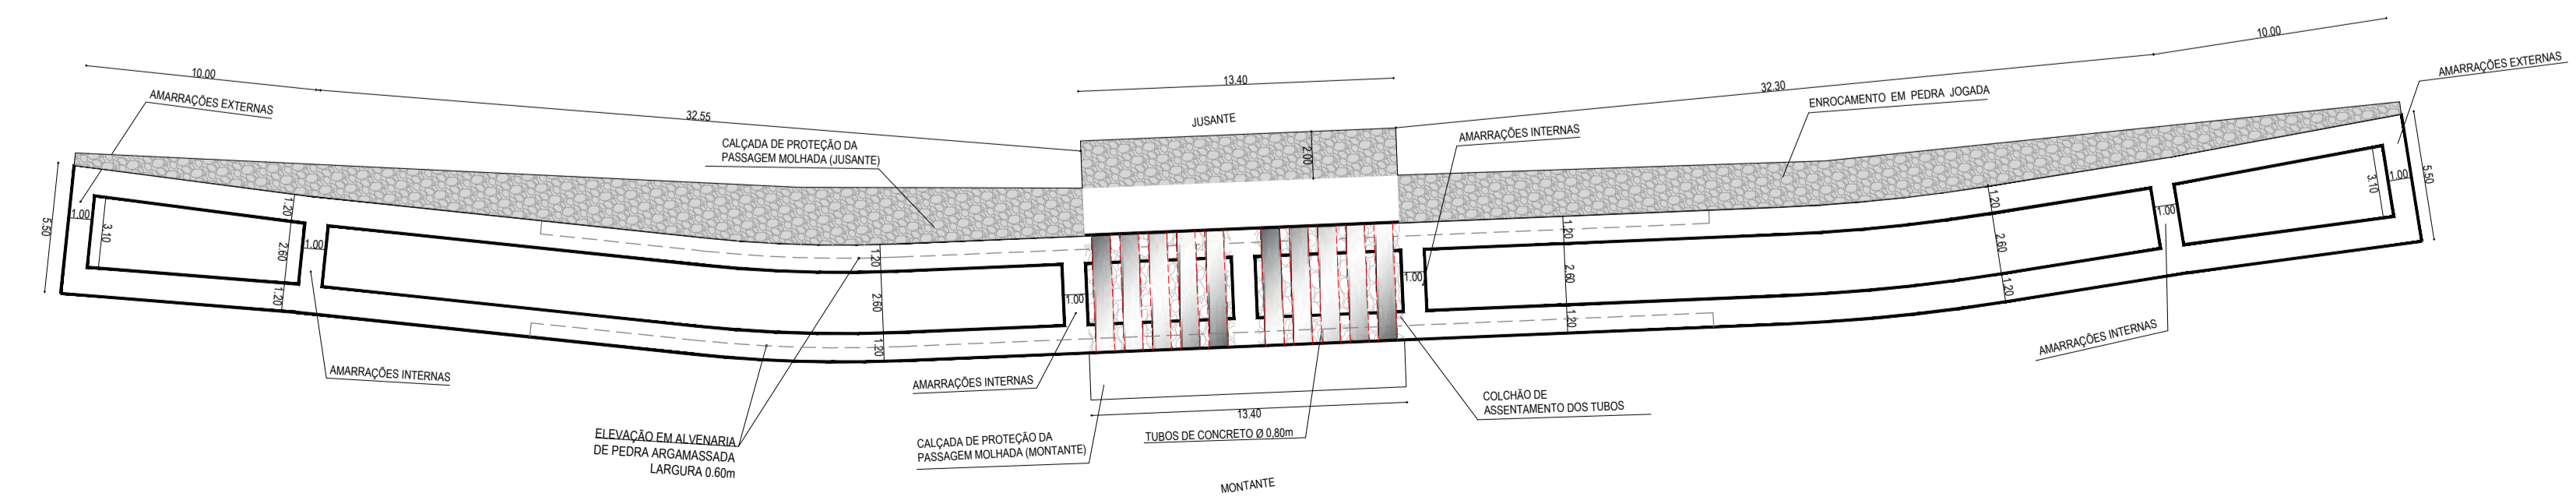 10.00
10.00
AMARRAÇÕES EXTERNAS
13.40
32.30
AMARRAÇÕES EXTERNAS
32.55
JUSANTE
ENROCAMENTO EM PEDRA JOGADA
CALÇADA DE PROTEÇÃO DA
PASSAGEM MOLHADA (JUSANTE)
AMARRAÇÕES INTERNAS
2.00
5.50
1.00
3.10
1.20
2.60
1.20
1.00
1.20
2.60
1.20
1.00
1.00
1.20
2.60
1.20
1.20
2.60
1.20
1.00
3.10
1.00
5.50
AMARRAÇÕES INTERNAS
AMARRAÇÕES INTERNAS
AMARRAÇÕES INTERNAS
COLCHÃO DE
ASSENTAMENTO DOS TUBOS
13.40
ELEVAÇÃO EM ALVENARIA
DE PEDRA ARGAMASSADA
LARGURA 0.60m
CALÇADA DE PROTEÇÃO DA
PASSAGEM MOLHADA (MONTANTE)
TUBOS DE CONCRETO Ø 0,80m
MONTANTE